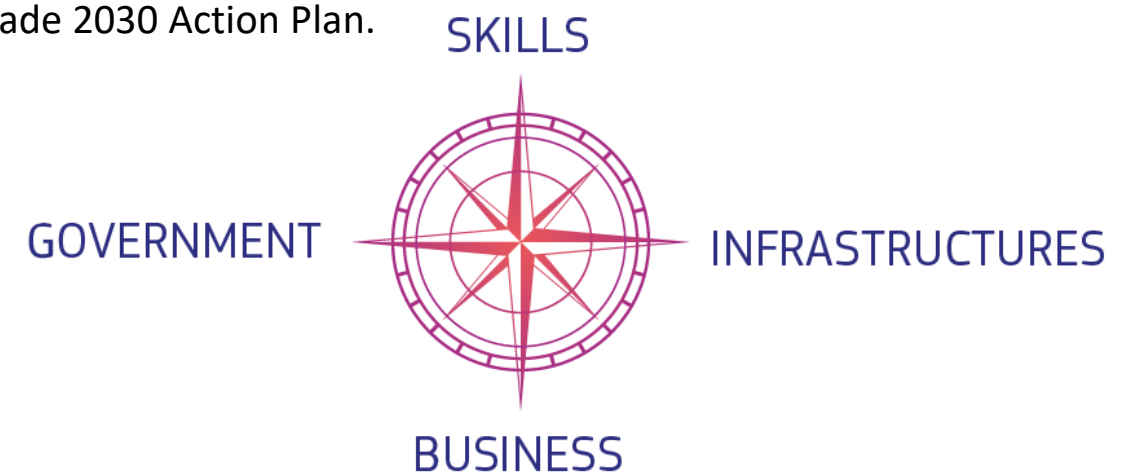 ade 2030 Action Plan.
SKILLS
GOVERNMENT
INFRASTRUCTURES
BUSINESS